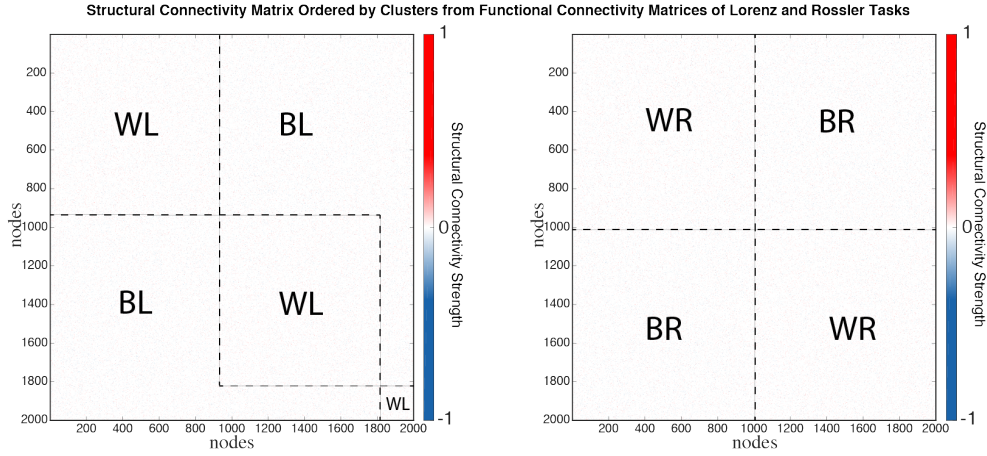 Structural Connectivity Matrix Ordered by Clusters from Functional Connectivity Matrices of Lorenz and Rossler Tasks
200
400
600
800
1000
1200
1400
1600
1800
2000
nodes
WL
BL
BL
WL
WL
200 400 600 800 1000 1200 1400 1600 1800 2000
nodes
1
0
-1
Structural Connectivity Strength
200
400
600
800
1000
1200
1400
1600
1800
2000
nodes
WR
BR
BR
WR
200 400 600 800 1000 1200 1400 1600 1800 2000
nodes
1
0
-1
Structural Connectivity Strength